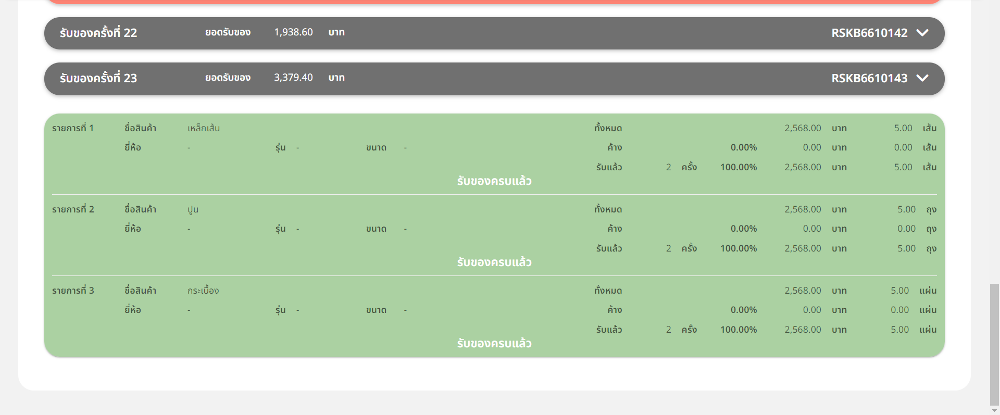 รับของครั้งที่ 22 ยอดรับของ 1,938.60 บาท RSKB6610142
รับของครั้งที่ 23 ยอดรับของ 3,379.40 บาท RSKB6610143
รายการที่ 1 ชื่อสินค้า เหล็กเส้น ทั้งหมด 2,568.00 บาท 5.00 เส้น
ยี่ห้อ - รุ่น - ขนาด - ค้าง 0.00% 0.00 บาท 0.00 เส้น
รับแล้ว 2 ครั้ง 100.00% 2,568.00 บาท 5.00 เส้น
รับของครบแล้ว
รายการที่ 2 ชื่อสินค้า ปูน ทั้งหมด 2,568.00 บาท 5.00 ถุง
ยี่ห้อ - รุ่น - ขนาด - ค้าง 0.00% 0.00 บาท 0.00 ถุง
รับแล้ว 2 ครั้ง 100.00% 2,568.00 บาท 5.00 ถุง
รับของครบแล้ว
รายการที่ 3 ชื่อสินค้า กระเบื้อง ทั้งหมด 2,568.00 บาท 5.00 แผ่น
ยี่ห้อ - รุ่น - ขนาด - ค้าง 0.00% 0.00 บาท 0.00 แผ่น
รับแล้ว 2 ครั้ง 100.00% 2,568.00 บาท 5.00 แผ่น
รับของครบแล้ว